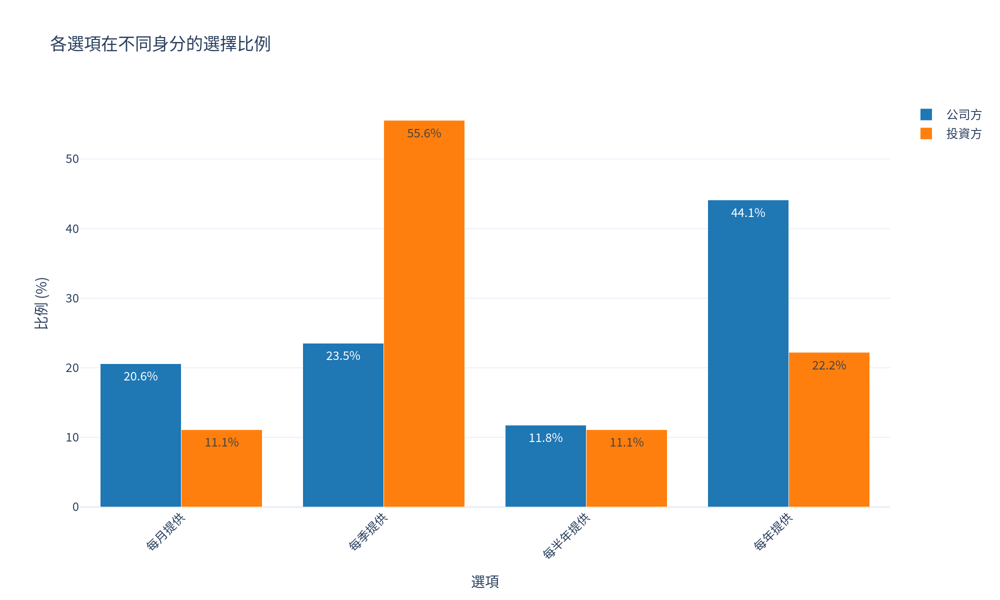 各選項在不同身分的選擇比例
公司方
投資方
比例 (%)
50
40
30
20
10
0
20.6%
11.1%
23.5%
55.6%
11.8%
11.1%
44.1%
22.2%
每月提供
每季提供
每半年提供
每年提供
選項